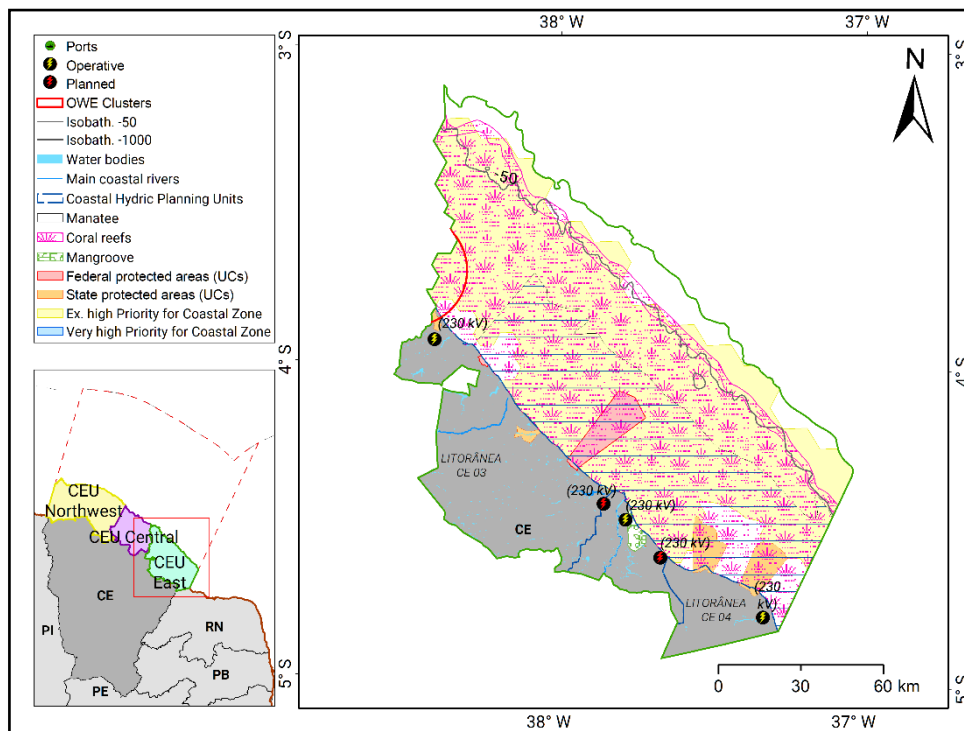 38° W
37° W
3° S
3° S
Ports
Operative
Planned
OWE Clusters
Isobath. -50
Isobath. -1000
Water bodies
Main coastal rivers
Coastal Hydric Planning Units
Manatee
Coral reefs
Mangroove
Federal protected areas (UCs)
State protected areas (UCs)
Ex. high Priority for Coastal Zone
Very high Priority for Coastal Zone
N
-50
(230 kV)
4° S
4° S
LITORÂNEA
CE 03
(230 kV)
(230 kV)
CE
(230 kV)
(230
kV)
LITORÂNEA
CE 04
0 30 60 km
5° S
5° S
38° W
37° W
CEU
Northwest
CEU Central
CEU
East
CE
PI
RN
PB
PE